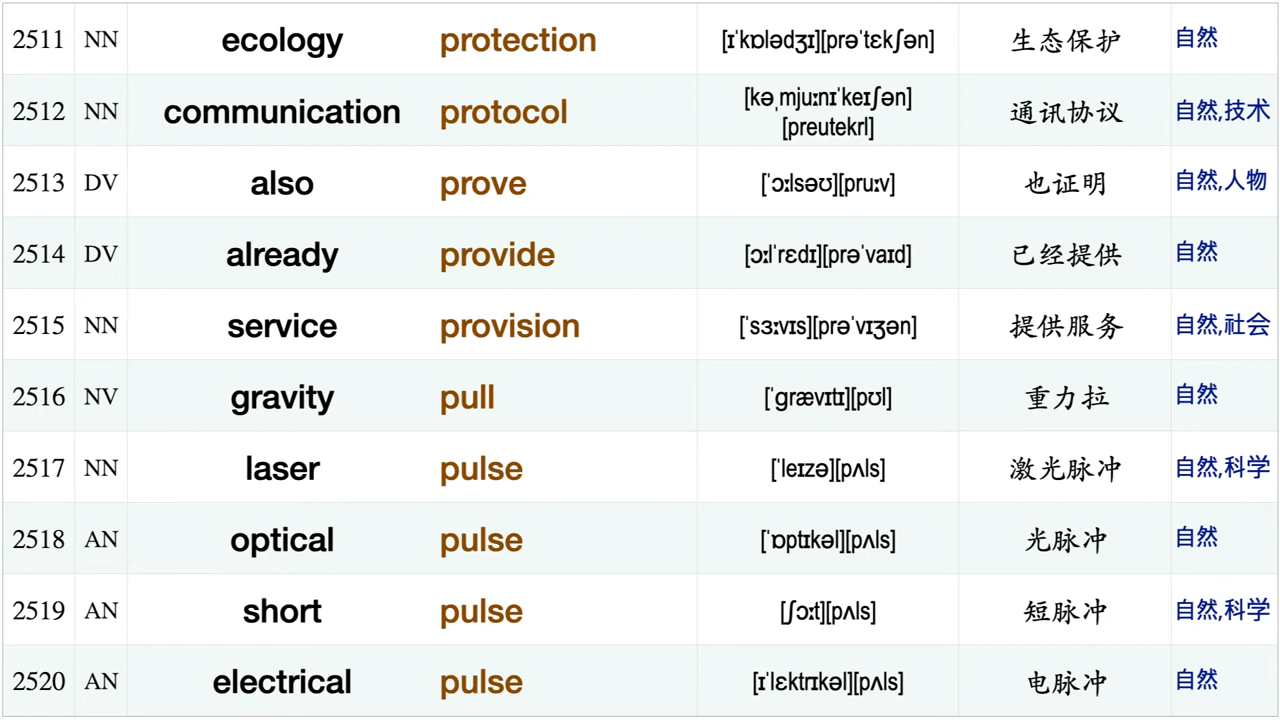 2511 NN ecology protection [ɪˈkɒlədʒɪ][prəˈtɛkʃən] 生态保护 自然
2512 NN communication protocol [kəˌmjuːnɪˈkeɪʃən][preutekrl] 通讯协议 自然,技术
2513 DV also prove [ˈɔːlsəʊ][pruːv] 也证明 自然,人物
2514 DV already provide [ɔːlˈrɛdɪ][prəˈvaɪd] 已经提供 自然
2515 NN service provision [ˈsɜːvɪs][prəˈvɪʒən] 提供服务 自然,社会
2516 NV gravity pull [ˈɡrævɪtɪ][pʊl] 重力拉 自然
2517 NN laser pulse [ˈleɪzə][pʌls] 激光脉冲 自然,科学
2518 AN optical pulse [ˈɒptɪkəl][pʌls] 光脉冲 自然
2519 AN short pulse [ʃɔːt][pʌls] 短脉冲 自然,科学
2520 AN electrical pulse [ɪˈlɛktrɪkəl][pʌls] 电脉冲 自然